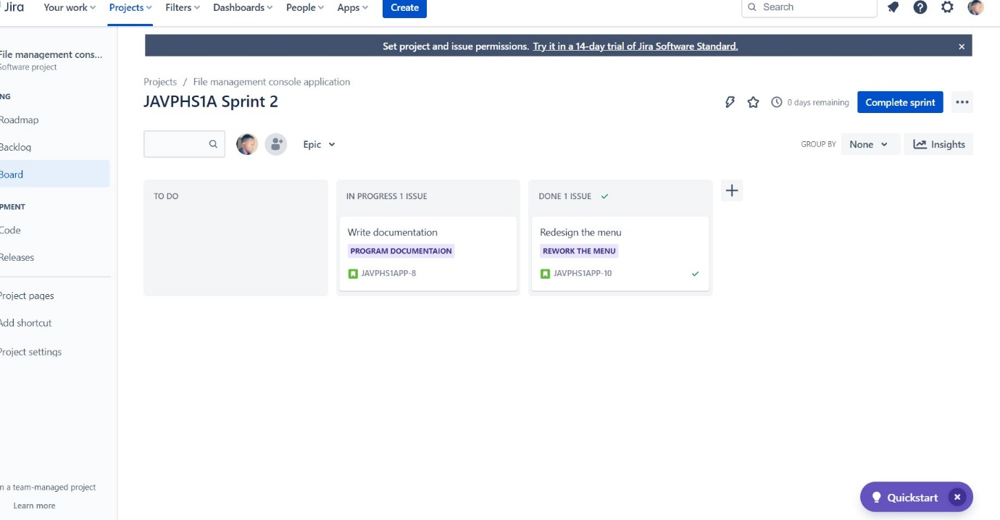 Jira Your work Projects Filters Dashboards People Apps Create Search
Set project and issue permissions. Try it in a 14-day trial of Jira Software Standard.
File management cons...
Software project
NG
Roadmap
Backlog
Board
PMENT
Code
Releases
Project pages
Add shortcut
Project settings
n a team-managed project
Learn more
Projects / File management console application
JAVPHS1A Sprint 2
0 days remaining
Complete sprint
Epic
GROUP BY None Insights
TO DO
IN PROGRESS 1 ISSUE
Write documentation
PROGRAM DOCUMENTAION
JAVPHS1APP-8
DONE 1 ISSUE
Redesign the menu
REWORK THE MENU
JAVPHS1APP-10
Quickstart